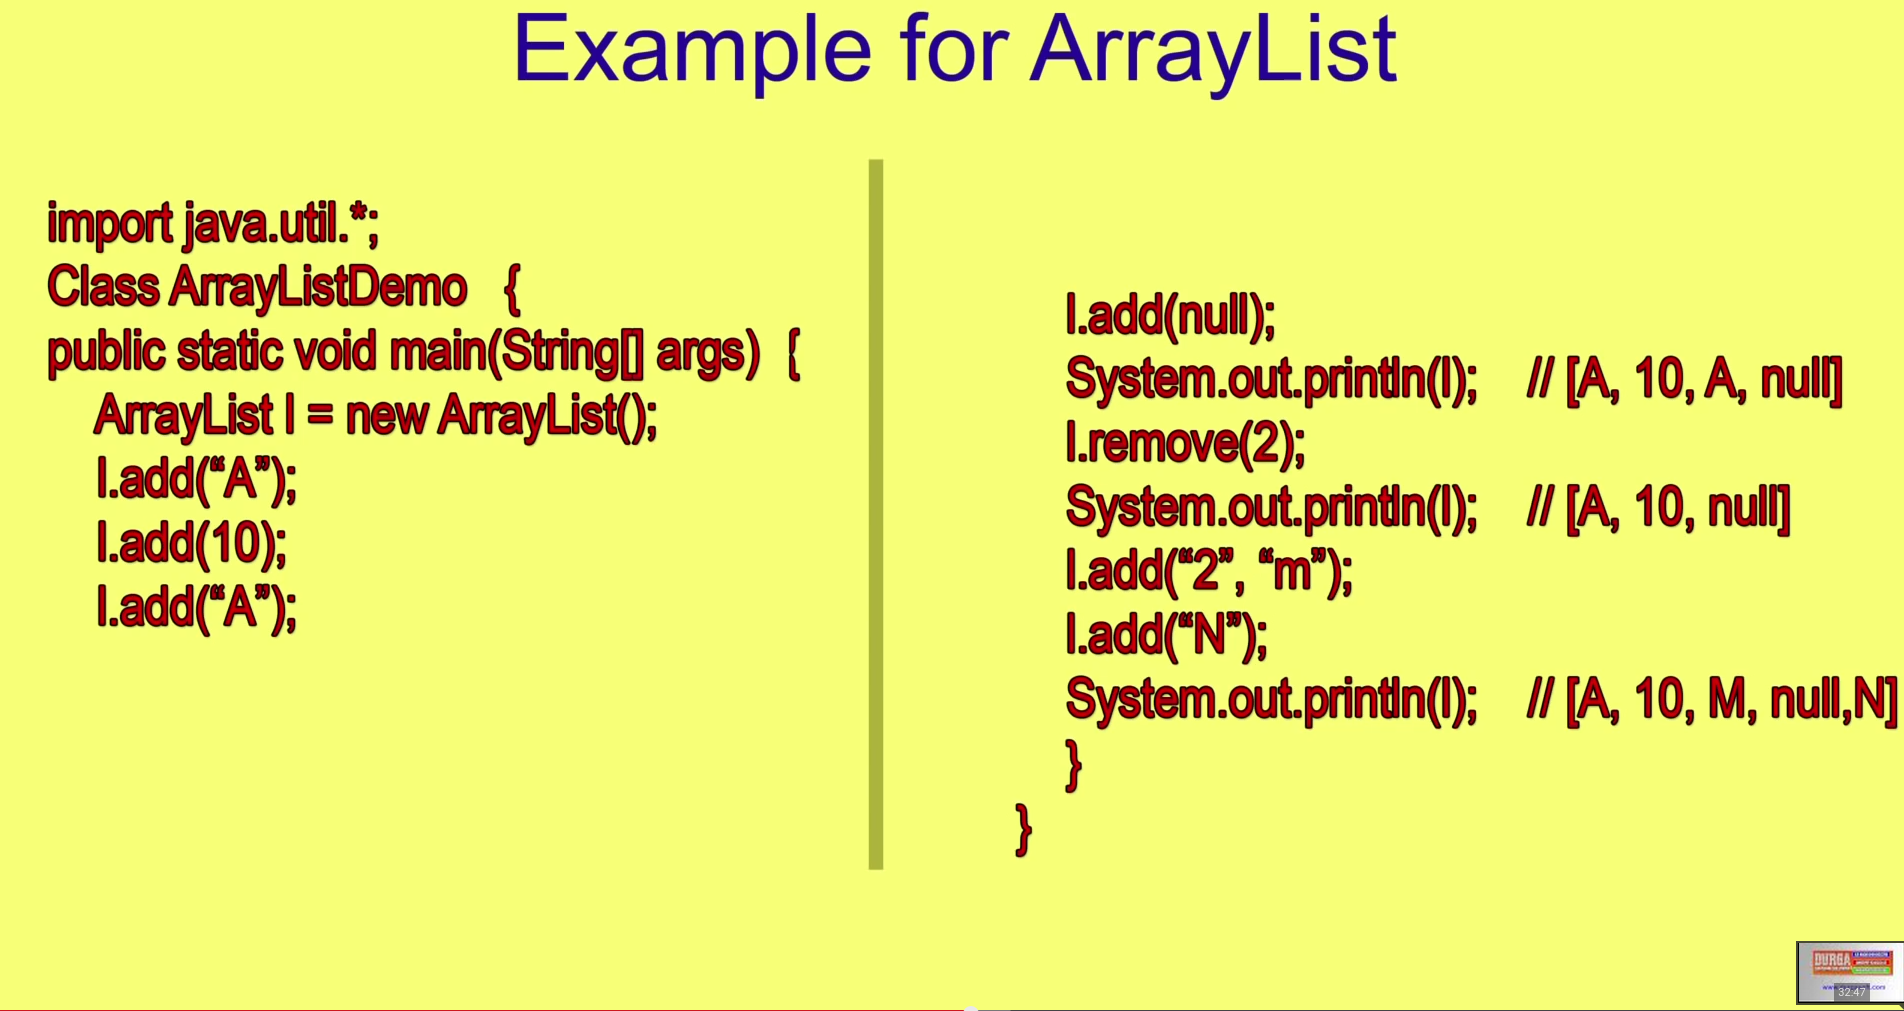 Example for ArrayList
import java.util.*;
Class ArrayListDemo {
public static void main(String[] args) {
ArrayList l = new ArrayList();
l.add(“A”);
l.add(10);
l.add(“A”);
l.add(null);
System.out.println(l); // [A, 10, A, null]
l.remove(2);
System.out.println(l); // [A, 10, null]
l.add(“2”, “m”);
l.add(“N”);
System.out.println(l); // [A, 10, M, null,N]
}
}
DURGA
32:47